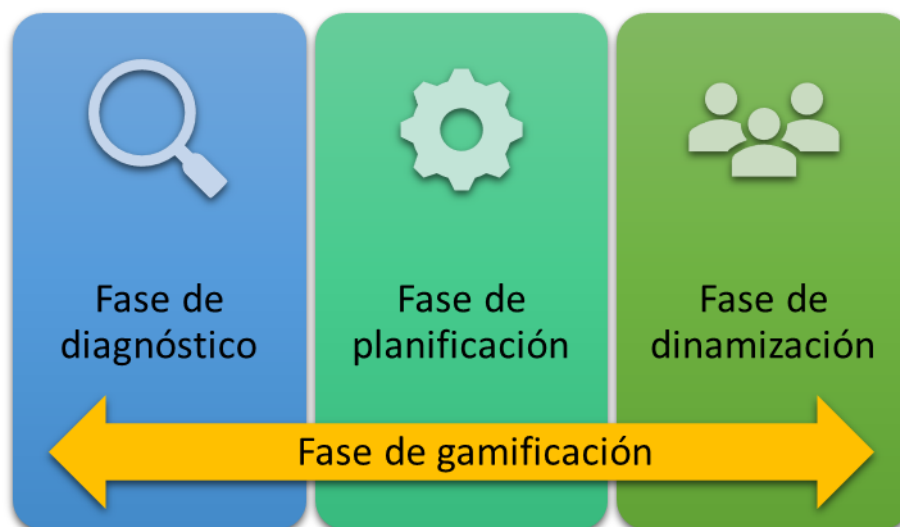 Fase de
diagnóstico
Fase de
planificación
Fase de
dinamización
Fase de gamificación